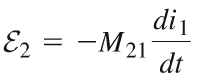 ℰ₂ = −M₂₁ di₁/dt